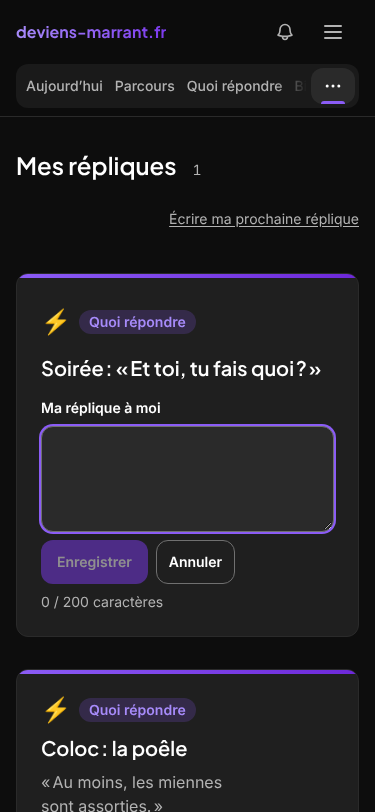 deviens-marrant.fr
Aujourd’hui Parcours Quoi répondre
Mes répliques 1
Écrire ma prochaine réplique
Quoi répondre
Soirée : « Et toi, tu fais quoi ? »
Ma réplique à moi
Enregistrer Annuler
0 / 200 caractères
Quoi répondre
Coloc : la poêle
« Au moins, les miennes
sont assorties. »